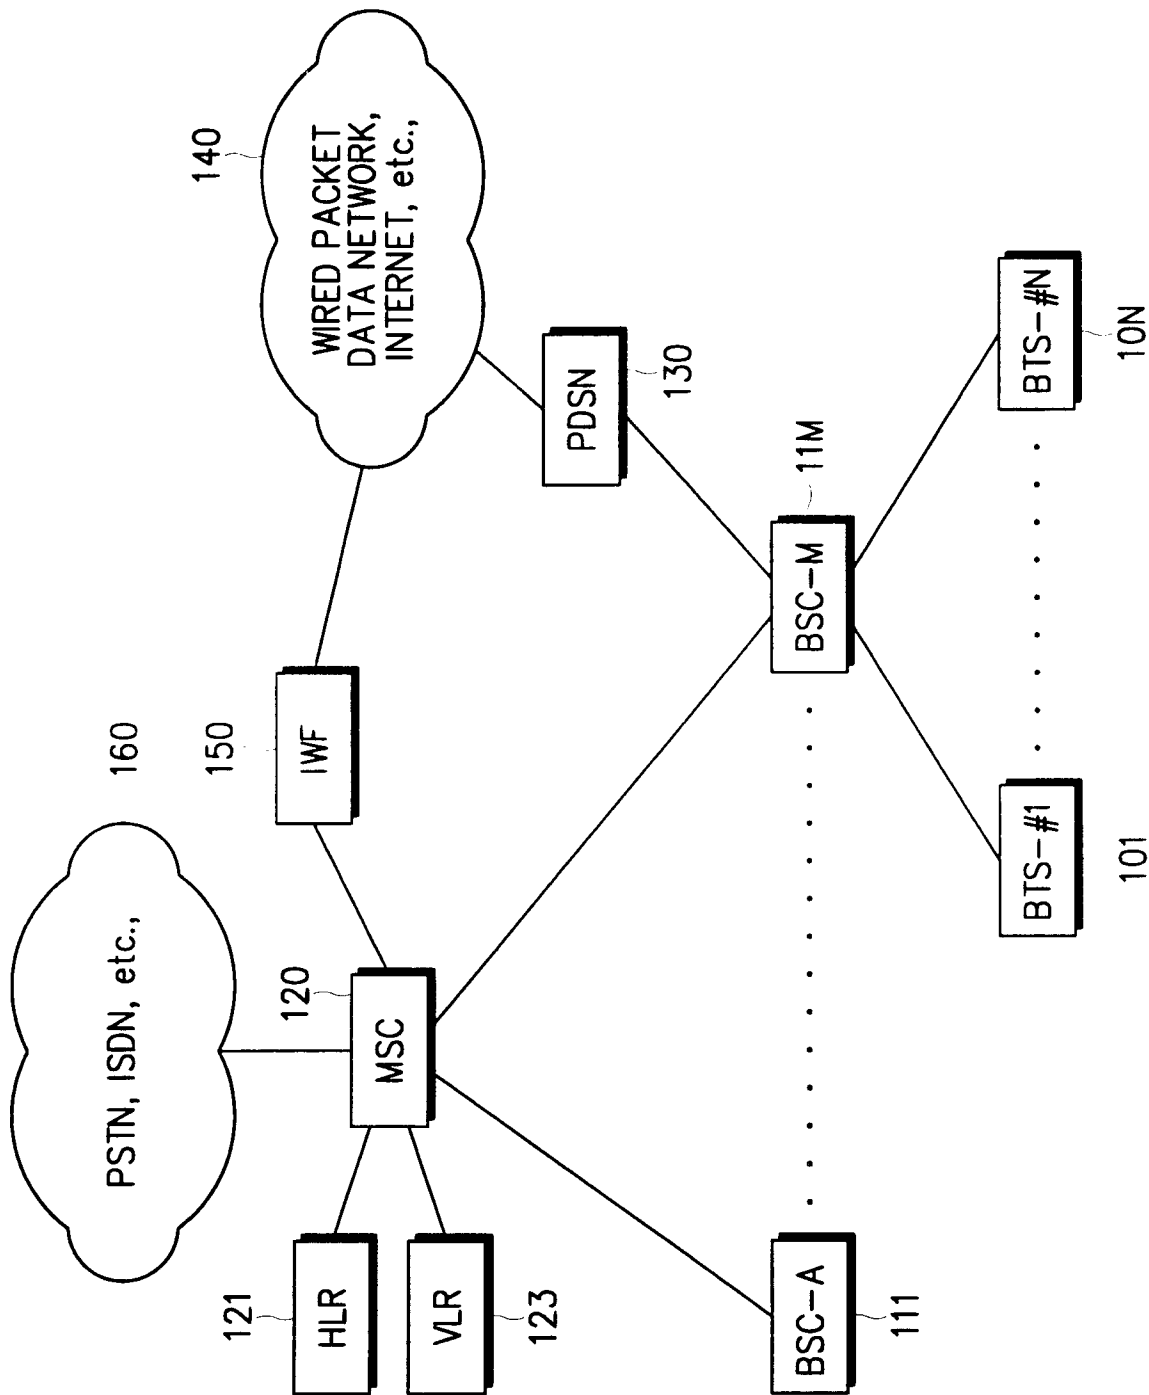 PSTN, ISDN, etc.,
160
WIRED PACKET
DATA NETWORK,
INTERNET, etc.,
140
150
IWF
121
HLR
120
MSC
VLR
123
PDSN
130
BSC-A
111
BSC-M
11M
BTS-#1
101
BTS-#N
10N